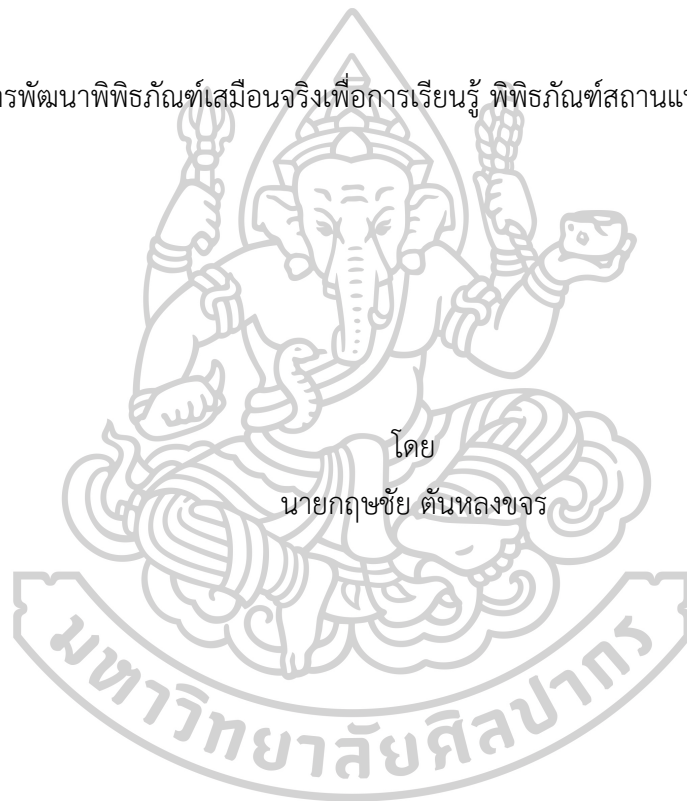 รพัฒนาพิพิธภัณฑ์เสมือนจริงเพื่อการเรียนรู้ พิพิธภัณฑ์สถานแ
โดย
นายกฤษชัย ตันหลงขจร
มหาวิทยาลัยศิลปากร